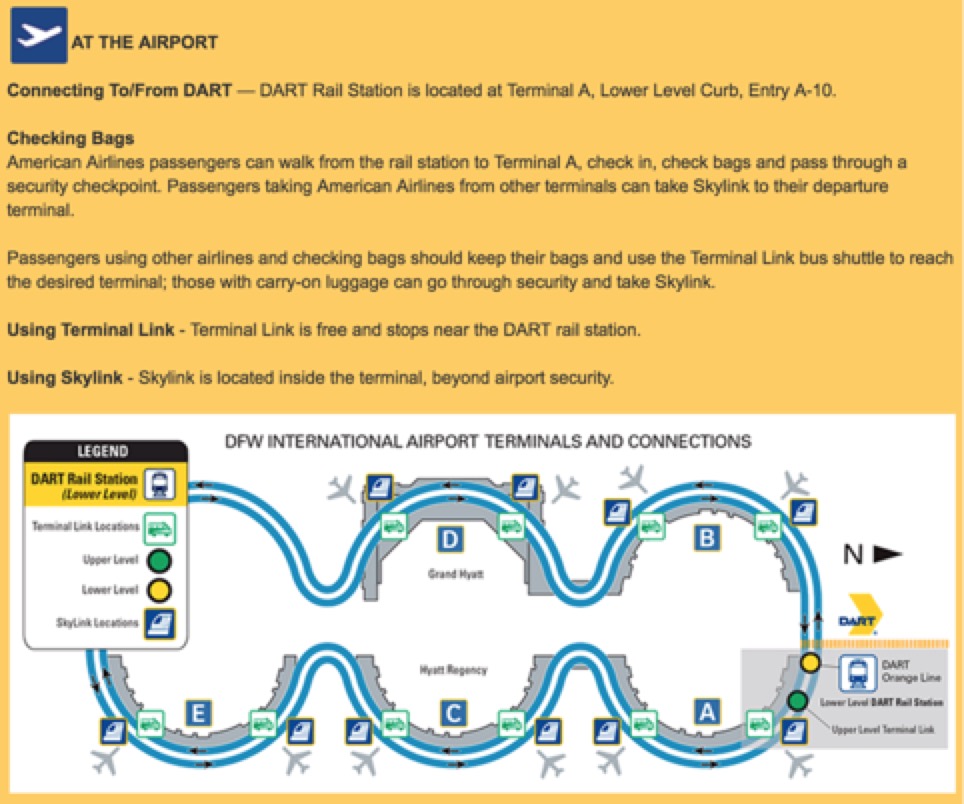 AT THE AIRPORT
Connecting To/From DART — DART Rail Station is located at Terminal A, Lower Level Curb, Entry A-10.
Checking Bags
American Airlines passengers can walk from the rail station to Terminal A, check in, check bags and pass through a
security checkpoint. Passengers taking American Airlines from other terminals can take Skylink to their departure
terminal.
Passengers using other airlines and checking bags should keep their bags and use the Terminal Link bus shuttle to reach
the desired terminal; those with carry-on luggage can go through security and take Skylink.
Using Terminal Link - Terminal Link is free and stops near the DART rail station.
Using Skylink - Skylink is located inside the terminal, beyond airport security.
DFW INTERNATIONAL AIRPORT TERMINALS AND CONNECTIONS
LEGEND
DART Rail Station
(Lower Level)
Terminal Link Locations
Upper Level
Lower Level
SkyLink Locations
D
Grand Hyatt
B
N
DART
Hyatt Regency
E
C
A
DART
Orange Line
Lower Level DART Rail Station
Upper Level Terminal Link